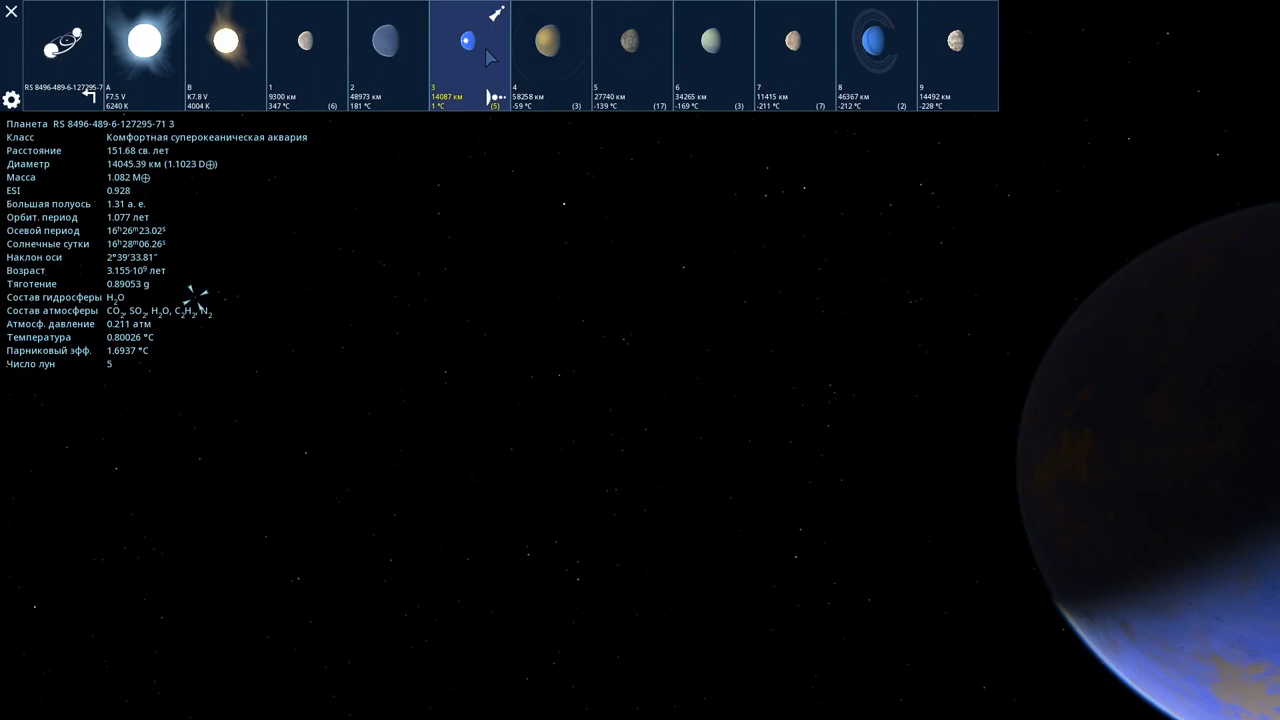 RS 8496-489-6-127295-7
A
F7.5 V
6240 K
B
K7.8 V
4004 K
1
9300 км
347 °C (6)
2
48973 км
181 °C
3
14087 км
1 °C (5)
4
58258 км
-59 °C (3)
5
27740 км
-139 °C (17)
6
34265 км
-169 °C (3)
7
11415 км
-211 °C (7)
8
46367 км
-212 °C (2)
9
14492 км
-228 °C
Планета RS 8496-489-6-127295-71 3
Класс Комфортная суперокеаническая аквария
Расстояние 151.68 св. лет
Диаметр 14045.39 км (1.1023 D⊕)
Масса 1.082 M⊕
ESI 0.928
Большая полуось 1.31 а. е.
Орбит. период 1.077 лет
Осевой период 16ʰ26ᵐ23.02ˢ
Солнечные сутки 16ʰ28ᵐ06.26ˢ
Наклон оси 2°39′33.81″
Возраст 3.155·10⁹ лет
Тяготение 0.89053 g
Состав гидросферы H₂O
Состав атмосферы CO₂, SO₂, H₂O, C₂H₂, N₂
Атмосф. давление 0.211 атм
Температура 0.80026 °C
Парниковый эфф. 1.6937 °C
Число лун 5